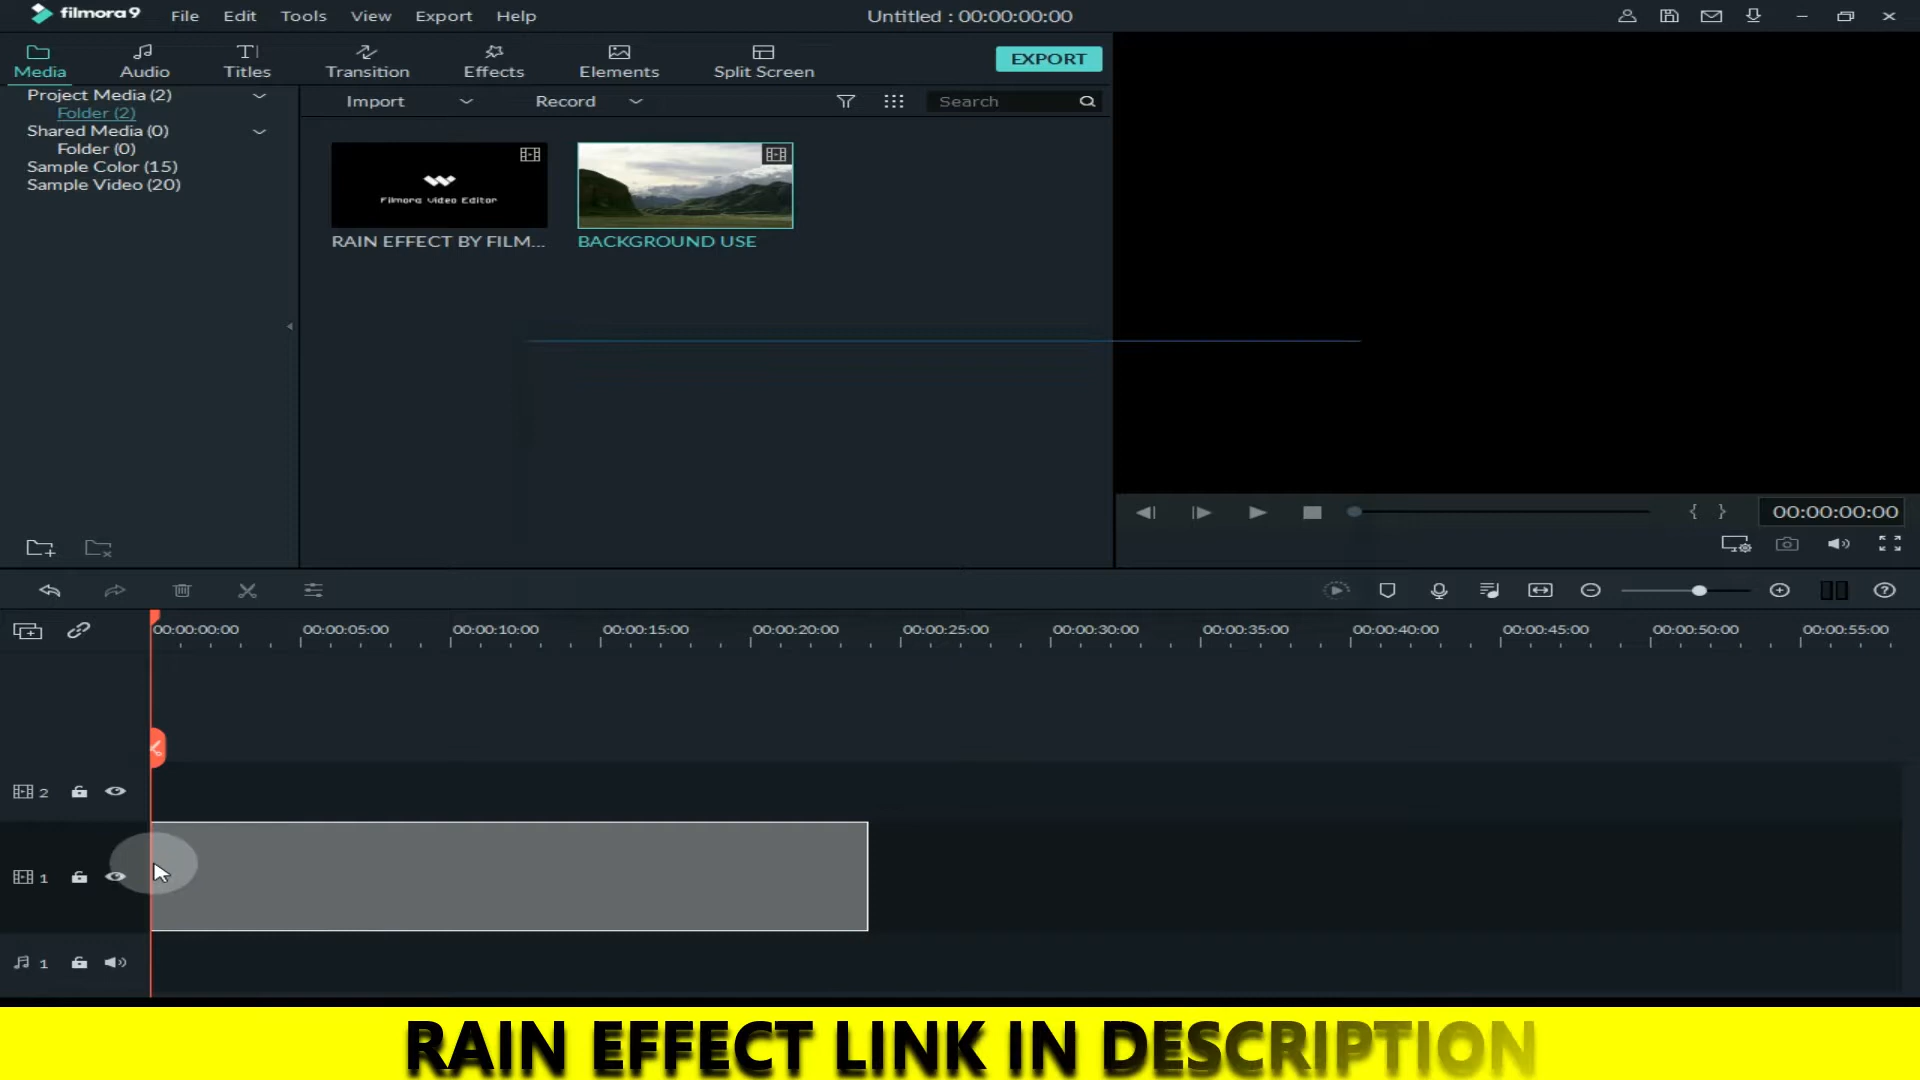 filmora9 File Edit Tools View Export Help Untitled : 00:00:00:00
Media Audio Titles Transition Effects Elements Split Screen EXPORT
Project Media (2)
Folder (2)
Shared Media (0)
Folder (0)
Sample Color (15)
Sample Video (20)
Import Record Search
Filmora Video Editor
RAIN EFFECT BY FILM... BACKGROUND USE
{ } 00:00:00:00
00:00:00:00 00:00:05:00 00:00:10:00 00:00:15:00 00:00:20:00 00:00:25:00 00:00:30:00 00:00:35:00 00:00:40:00 00:00:45:00 00:00:50:00 00:00:55:00
2
1
1
RAIN EFFECT LINK IN DESCRIPTION